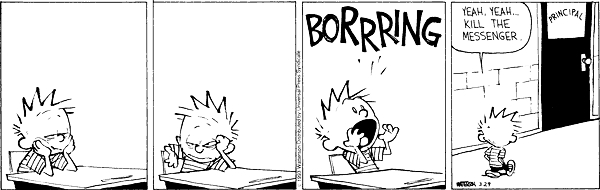 BORRRING
YEAH, YEAH...
KILL THE
MESSENGER.
PRINCIPAL